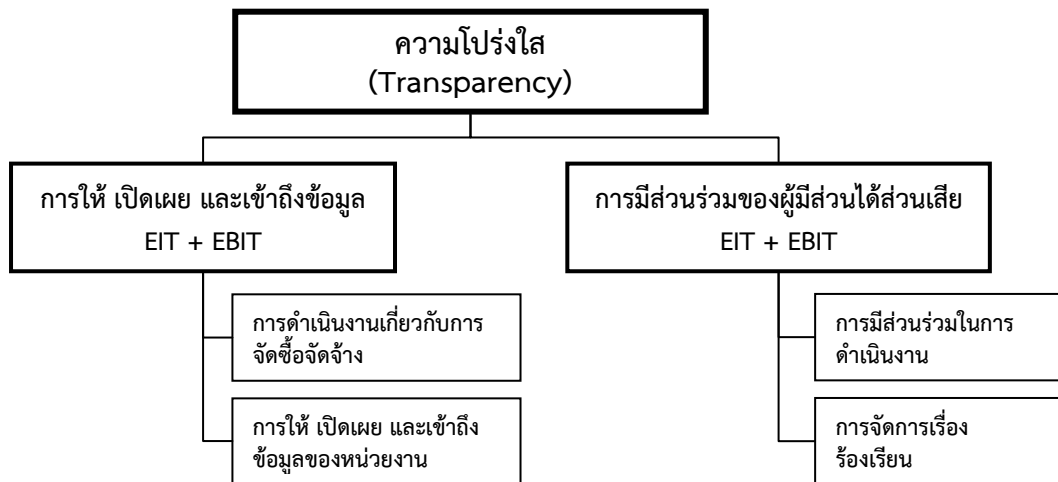 ความโปร่งใส
(Transparency)
การให้ เปิดเผย และเข้าถึงข้อมูล
EIT + EBIT
การมีส่วนร่วมของผู้มีส่วนได้ส่วนเสีย
EIT + EBIT
การดำเนินงานเกี่ยวกับการ
จัดซื้อจัดจ้าง
การให้ เปิดเผย และเข้าถึง
ข้อมูลของหน่วยงาน
การมีส่วนร่วมในการ
ดำเนินงาน
การจัดการเรื่อง
ร้องเรียน